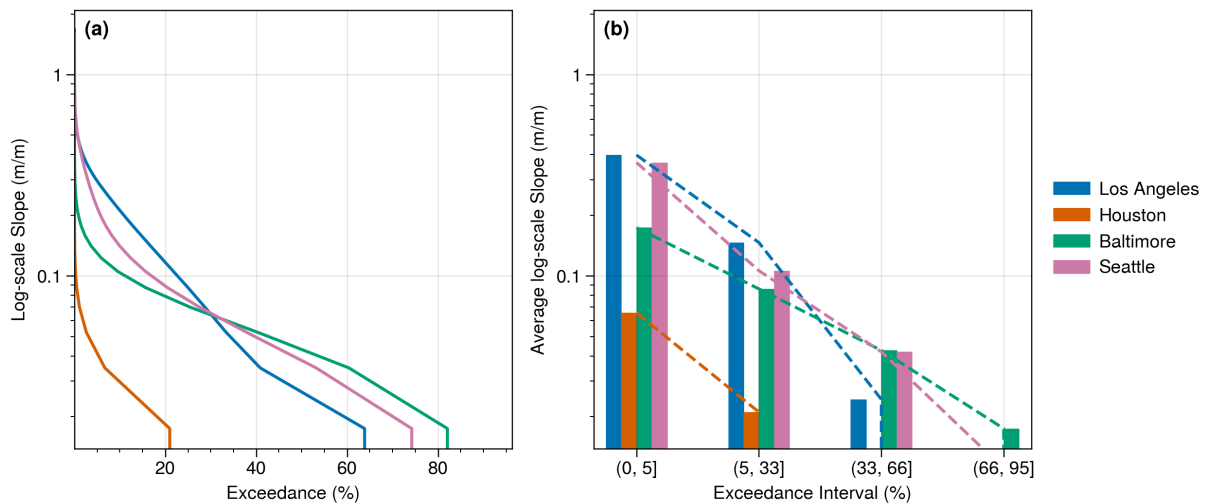 (a)
Log-scale Slope (m/m)
1
0.1
20 40 60 80
Exceedance (%)
(b)
Average log-scale Slope (m/m)
1
0.1
(0, 5] (5, 33] (33, 66] (66, 95]
Exceedance Interval (%)
Los Angeles
Houston
Baltimore
Seattle